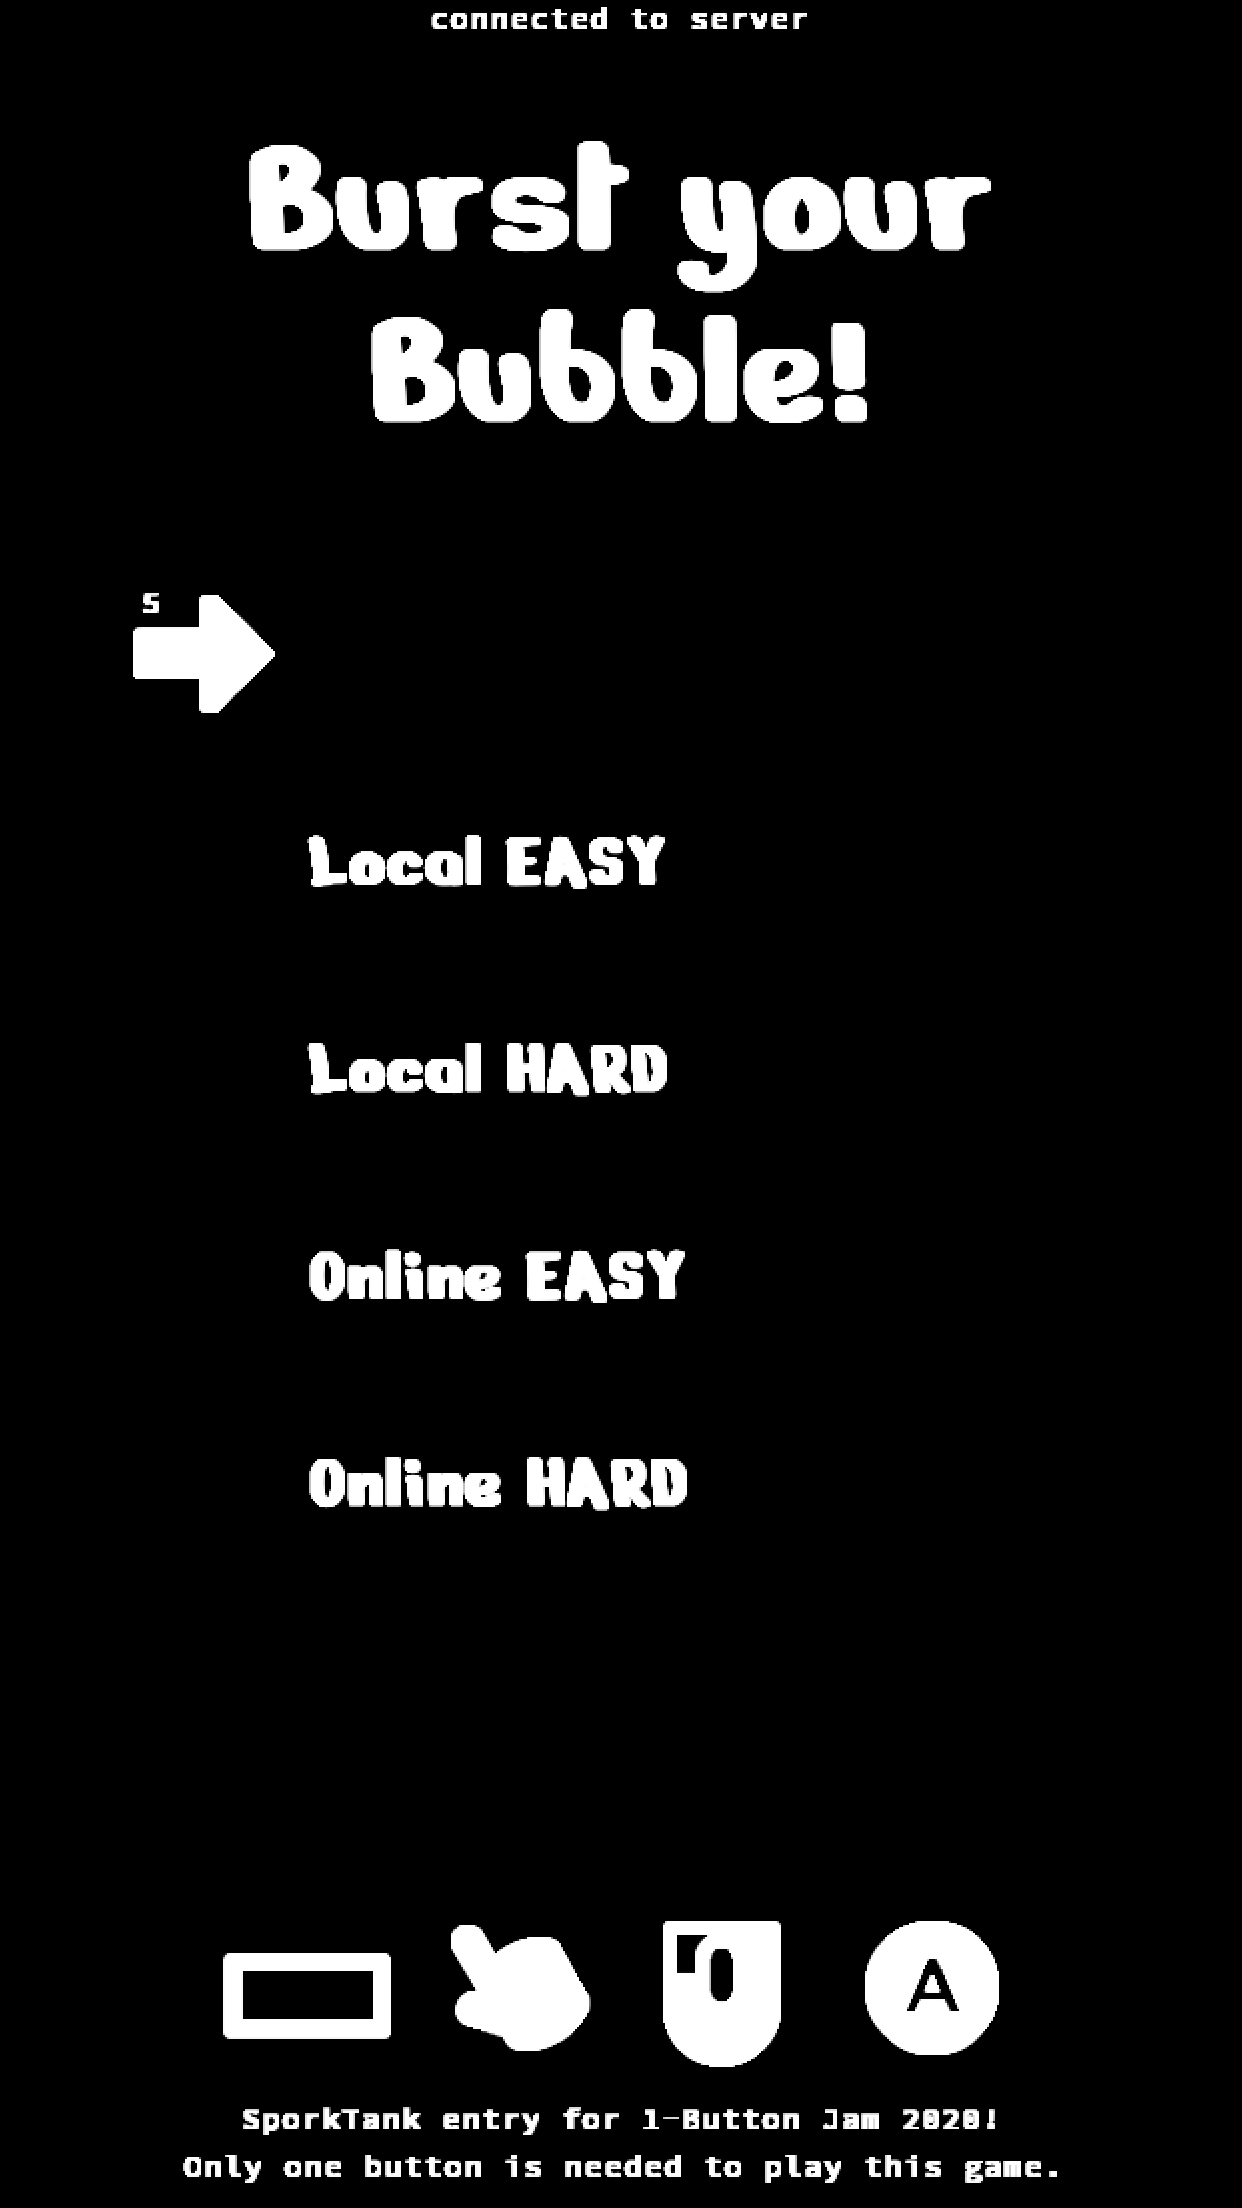 connected to server
Burst your
Bubble!
5
Local EASY
Local HARD
Online EASY
Online HARD
A
SporkTank entry for 1-Button Jam 2020!
Only one button is needed to play this game.